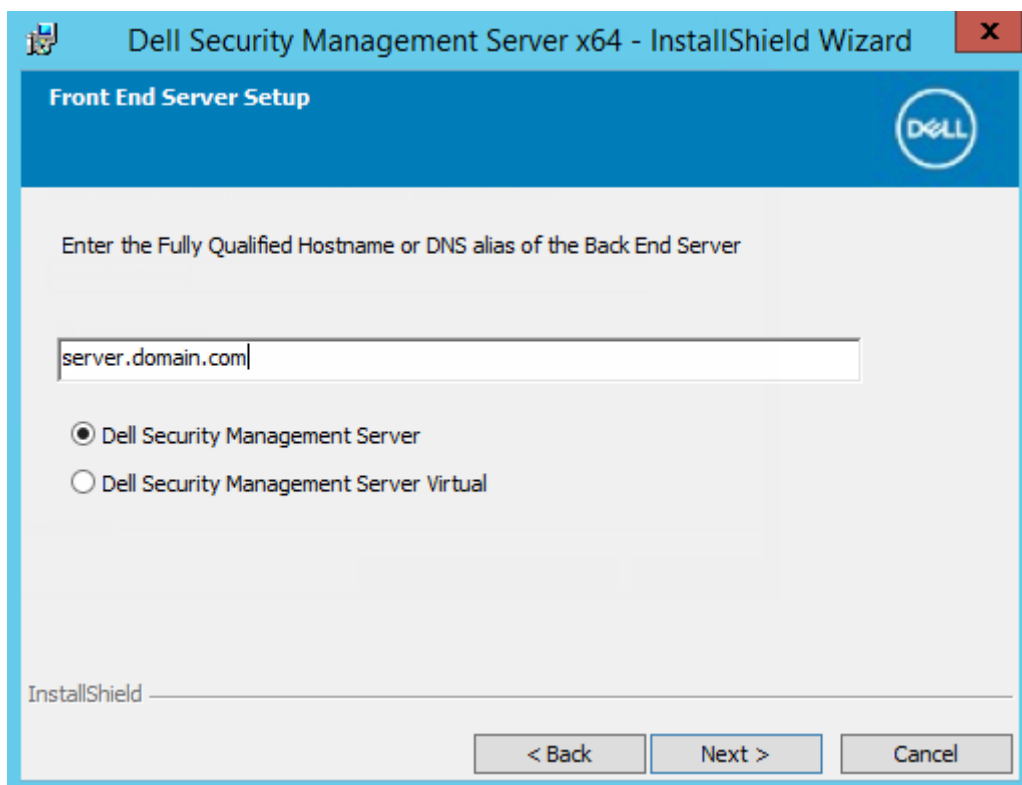 Dell Security Management Server x64 - InstallShield Wizard
x
Front End Server Setup
DELL
Enter the Fully Qualified Hostname or DNS alias of the Back End Server
server.domain.com
Dell Security Management Server
Dell Security Management Server Virtual
InstallShield
< Back
Next >
Cancel